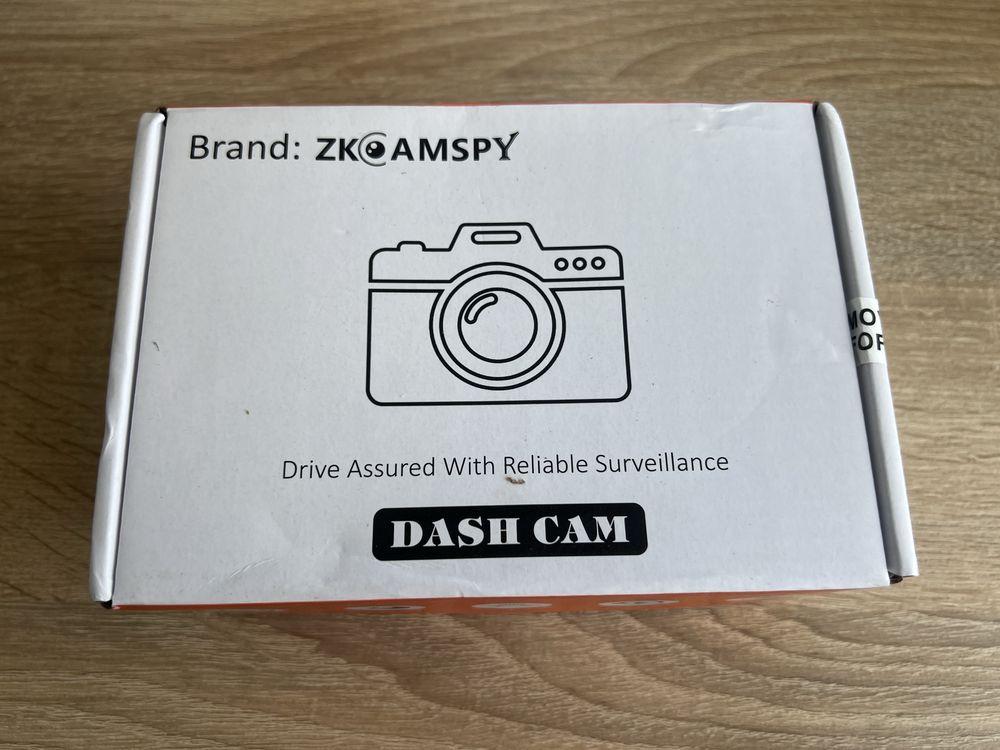 Brand: ZKCAMSPY
Drive Assured With Reliable Surveillance
DASH CAM